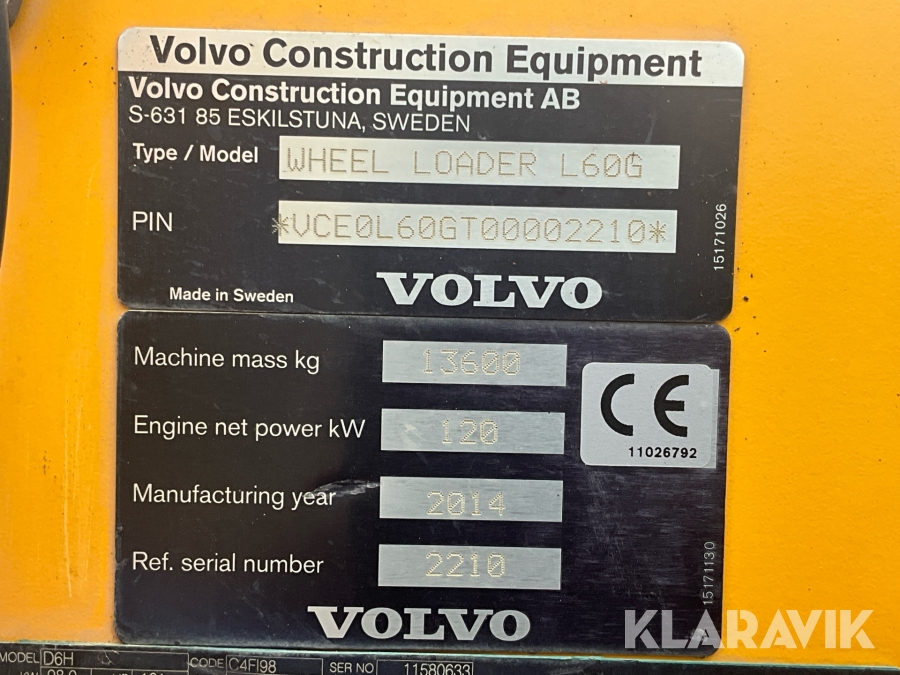 Volvo Construction Equipment
Volvo Construction Equipment AB
S-631 85 ESKILSTUNA, SWEDEN
Type / Model WHEEL LOADER L60G
PIN *VCE0L60GT00002210*
15171026
Made in Sweden VOLVO
Machine mass kg 13600
CE
11026792
Engine net power kW 120
Manufacturing year 2014
Ref. serial number 2210
15171130
VOLVO
KLARAVIK
MODEL D6H CODE C4FI98 SER NO 11580633